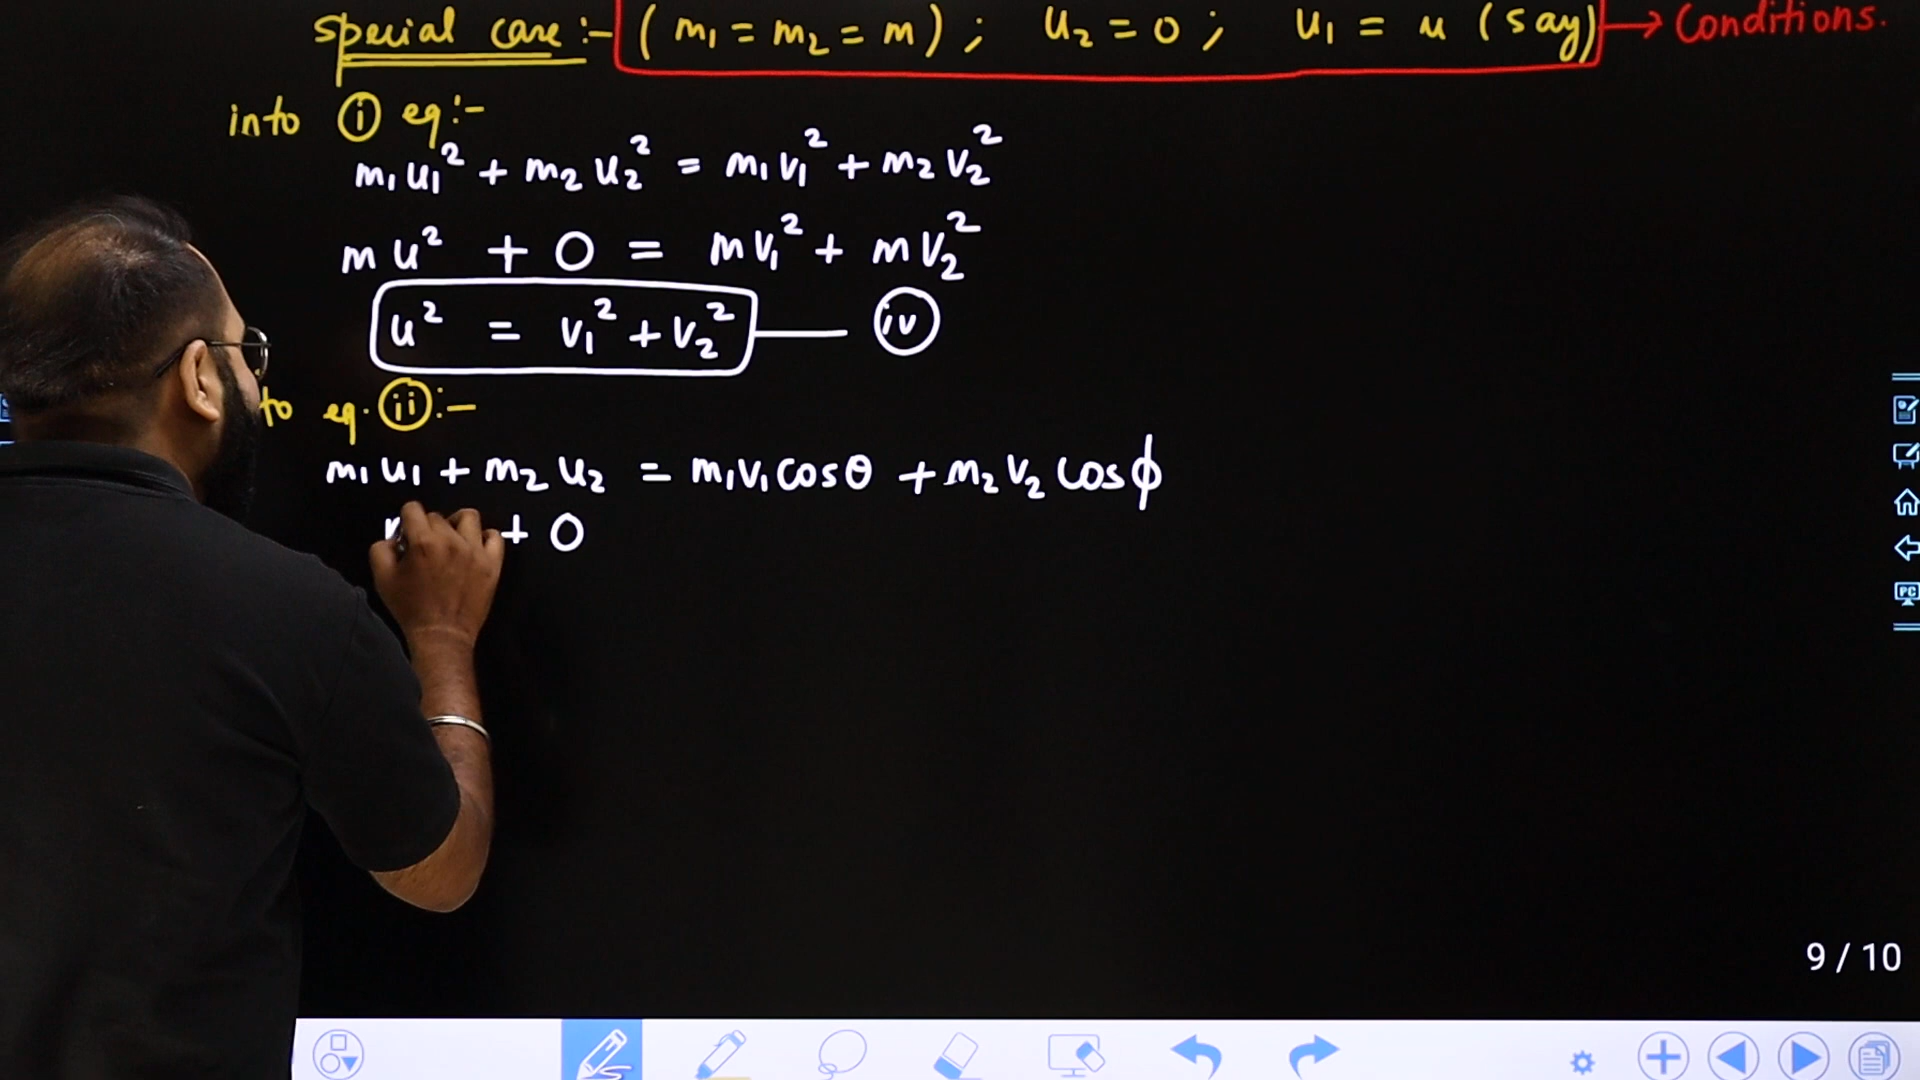 special case :- ( m₁ = m₂ = m ) ; u₂ = 0 ; u₁ = u ( say) → Conditions.
into (i) eq:-
m₁u₁² + m₂u₂² = m₁v₁² + m₂v₂²
mu² + 0 = mv₁² + mv₂²
u² = v₁² + v₂² — (iv)
to eq. (ii):-
m₁u₁ + m₂u₂ = m₁v₁cosθ + m₂v₂cosϕ
+ 0
PC
9 / 10